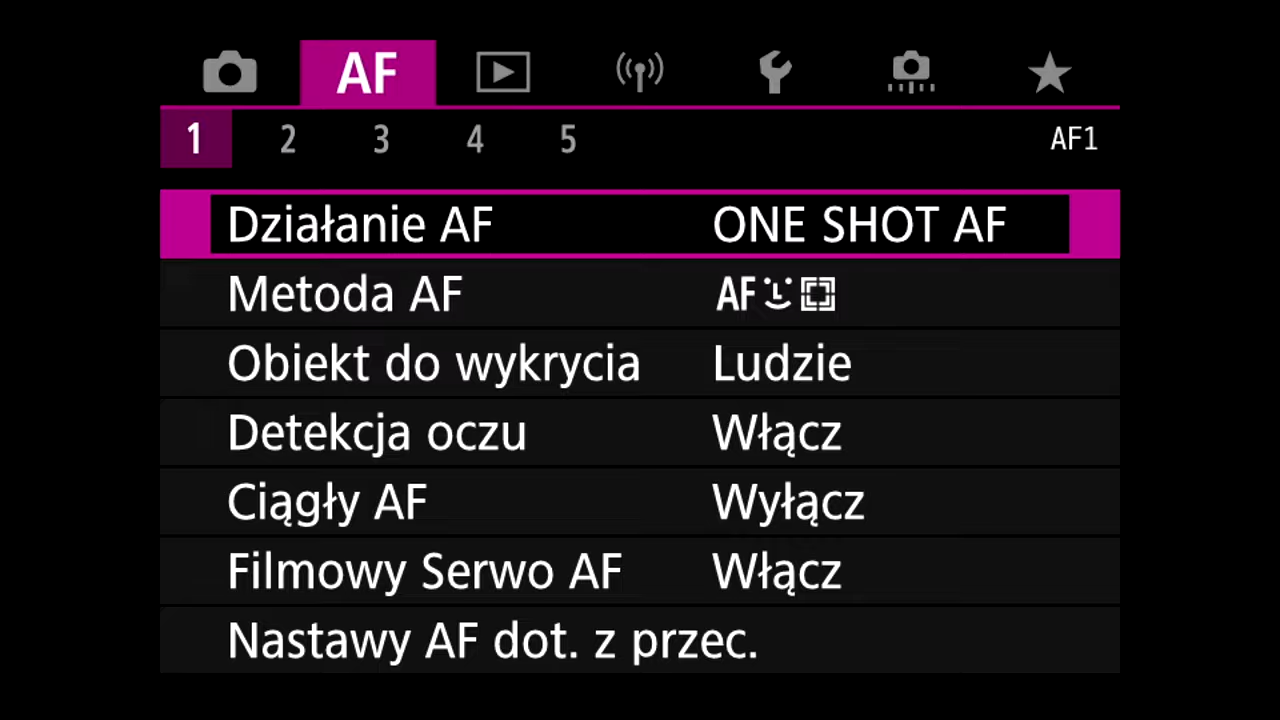 AF
1 2 3 4 5 AF1
Działanie AF ONE SHOT AF
Metoda AF AF
Obiekt do wykrycia Ludzie
Detekcja oczu Włącz
Ciągły AF Wyłącz
Filmowy Serwo AF Włącz
Nastawy AF dot. z przec.